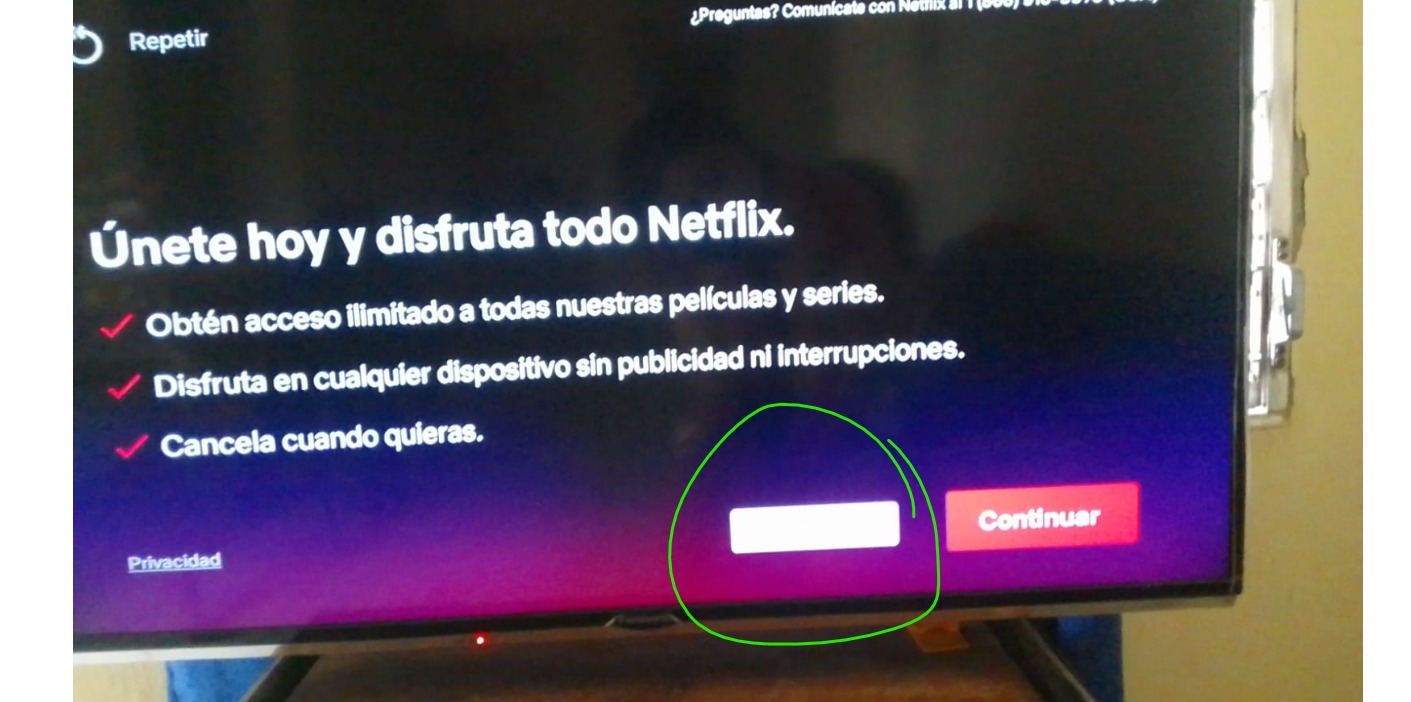 ¿Preguntas? Comunícate con Netflix al 1 (866)
Repetir
Únete hoy y disfruta todo Netflix.
Obtén acceso ilimitado a todas nuestras películas y series.
Disfruta en cualquier dispositivo sin publicidad ni interrupciones.
Cancela cuando quieras.
Continuar
Privacidad